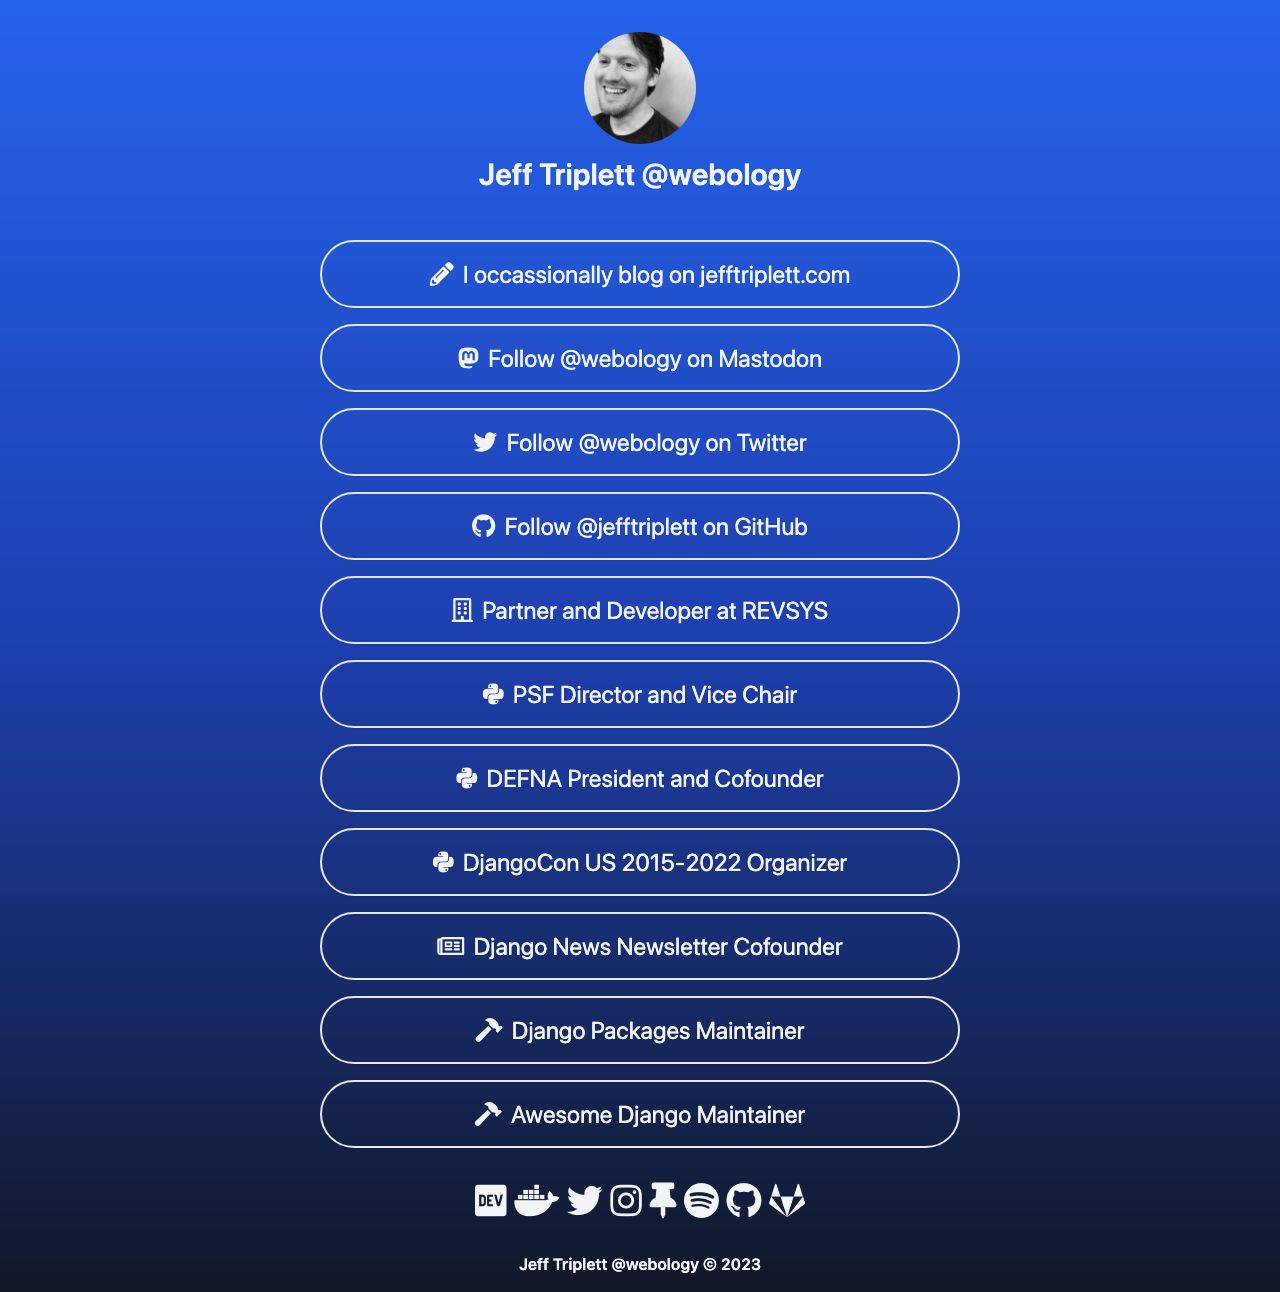 Jeff Triplett @webology
I occassionally blog on jefftriplett.com
Follow @webology on Mastodon
Follow @webology on Twitter
Follow @jefftriplett on GitHub
Partner and Developer at REVSYS
PSF Director and Vice Chair
DEFNA President and Cofounder
DjangoCon US 2015-2022 Organizer
Django News Newsletter Cofounder
Django Packages Maintainer
Awesome Django Maintainer
DEV
Jeff Triplett @webology © 2023